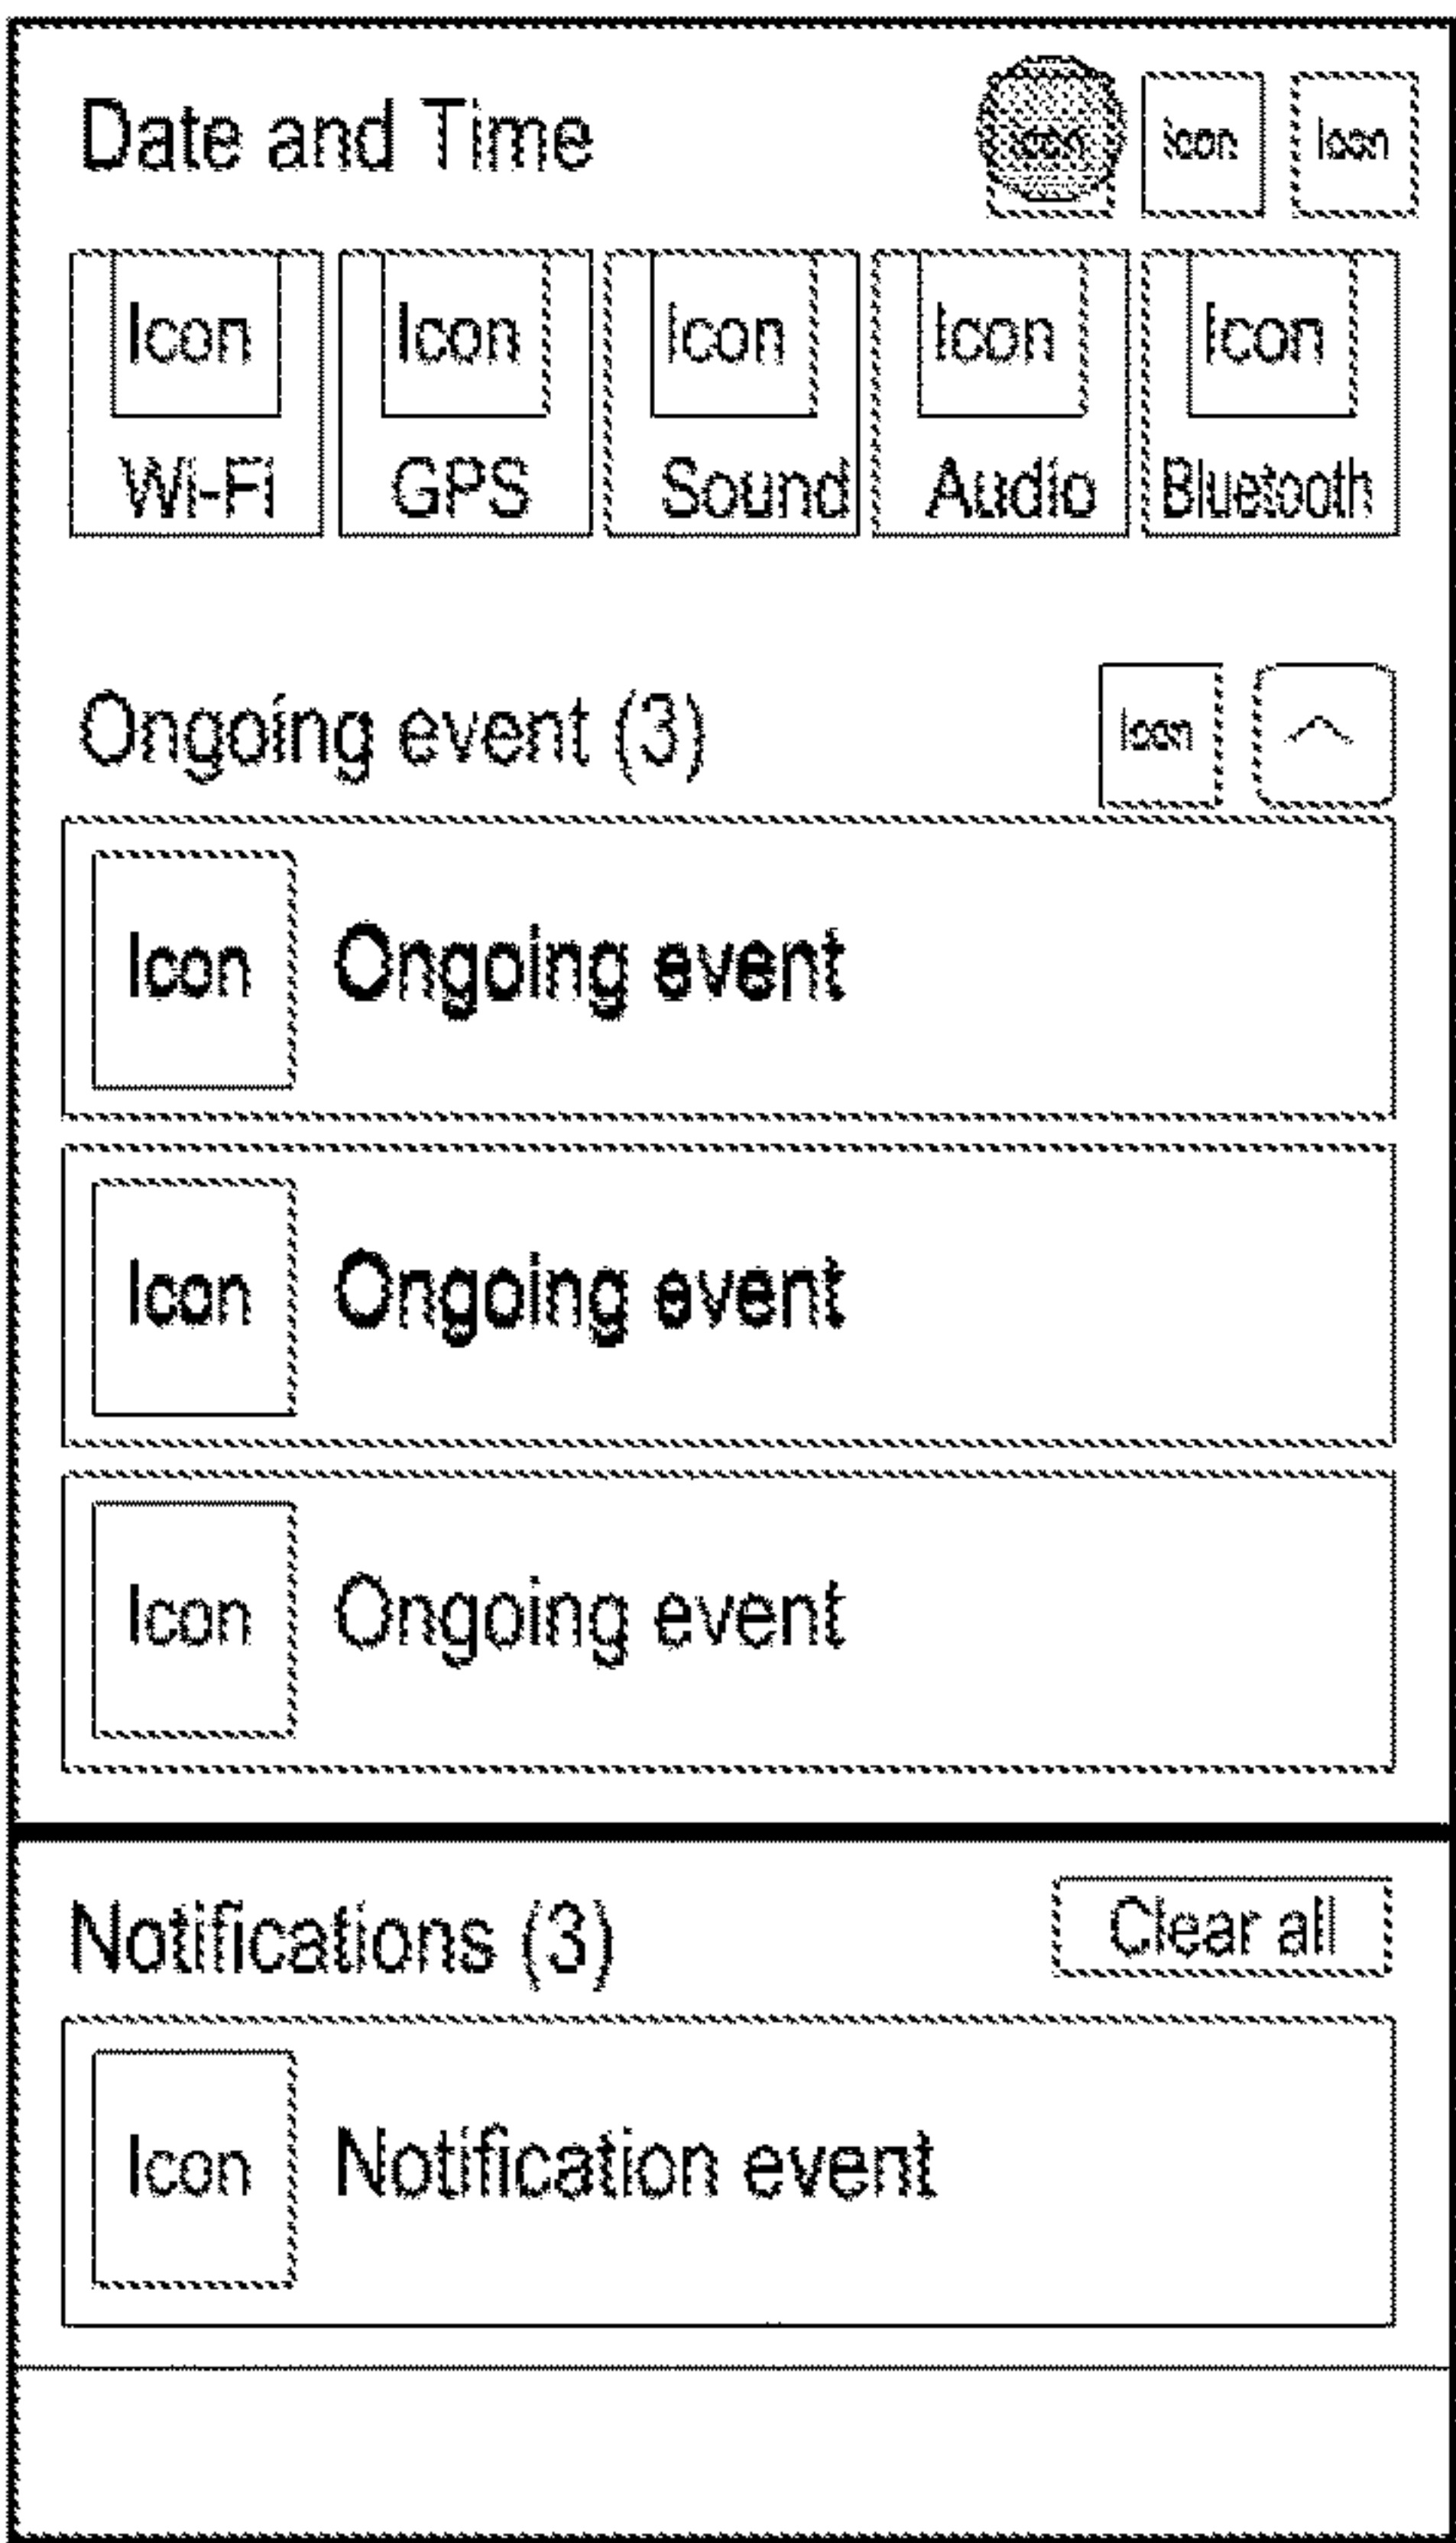 Date and Time Icon Icon
Icon Icon Icon Icon Icon
Wi-Fi GPS Sound Audio Bluetooth
Ongoing event (3) Icon
Icon Ongoing event
Icon Ongoing event
Icon Ongoing event
Notifications (3) Clear all
Icon Notification event